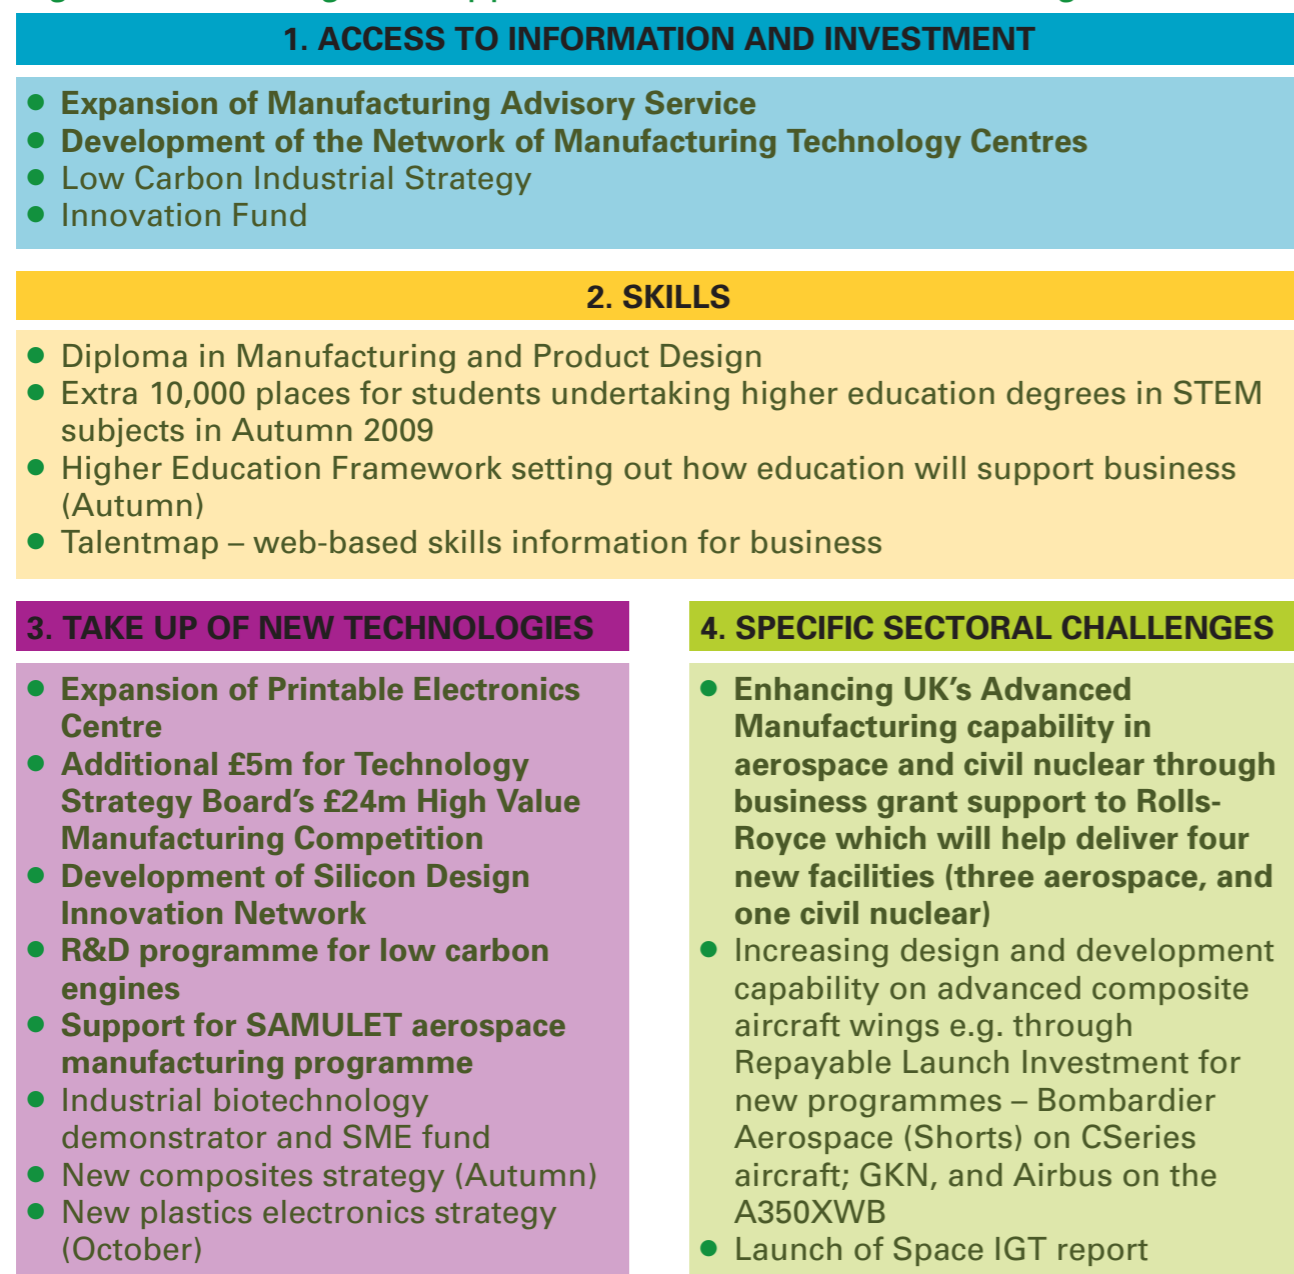 1. ACCESS TO INFORMATION AND INVESTMENT
● Expansion of Manufacturing Advisory Service
● Development of the Network of Manufacturing Technology Centres
● Low Carbon Industrial Strategy
● Innovation Fund
2. SKILLS
● Diploma in Manufacturing and Product Design
● Extra 10,000 places for students undertaking higher education degrees in STEM
subjects in Autumn 2009
● Higher Education Framework setting out how education will support business
(Autumn)
● Talentmap – web-based skills information for business
3. TAKE UP OF NEW TECHNOLOGIES
● Expansion of Printable Electronics
Centre
● Additional £5m for Technology
Strategy Board’s £24m High Value
Manufacturing Competition
● Development of Silicon Design
Innovation Network
● R&D programme for low carbon
engines
● Support for SAMULET aerospace
manufacturing programme
● Industrial biotechnology
demonstrator and SME fund
● New composites strategy (Autumn)
● New plastics electronics strategy
(October)
4. SPECIFIC SECTORAL CHALLENGES
● Enhancing UK’s Advanced
Manufacturing capability in
aerospace and civil nuclear through
business grant support to Rolls-
Royce which will help deliver four
new facilities (three aerospace, and
one civil nuclear)
● Increasing design and development
capability on advanced composite
aircraft wings e.g. through
Repayable Launch Investment for
new programmes – Bombardier
Aerospace (Shorts) on CSeries
aircraft; GKN, and Airbus on the
A350XWB
● Launch of Space IGT report